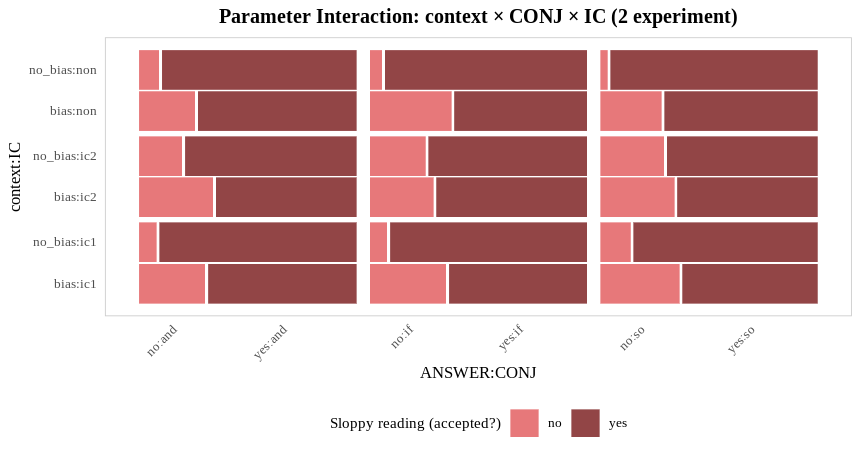 Parameter Interaction: context × CONJ × IC (2 experiment)
context:IC
no_bias:non
bias:non
no_bias:ic2
bias:ic2
no_bias:ic1
bias:ic1
no:and
yes:and
no:if
yes:if
no:so
yes:so
ANSWER:CONJ
Sloppy reading (accepted?) no yes